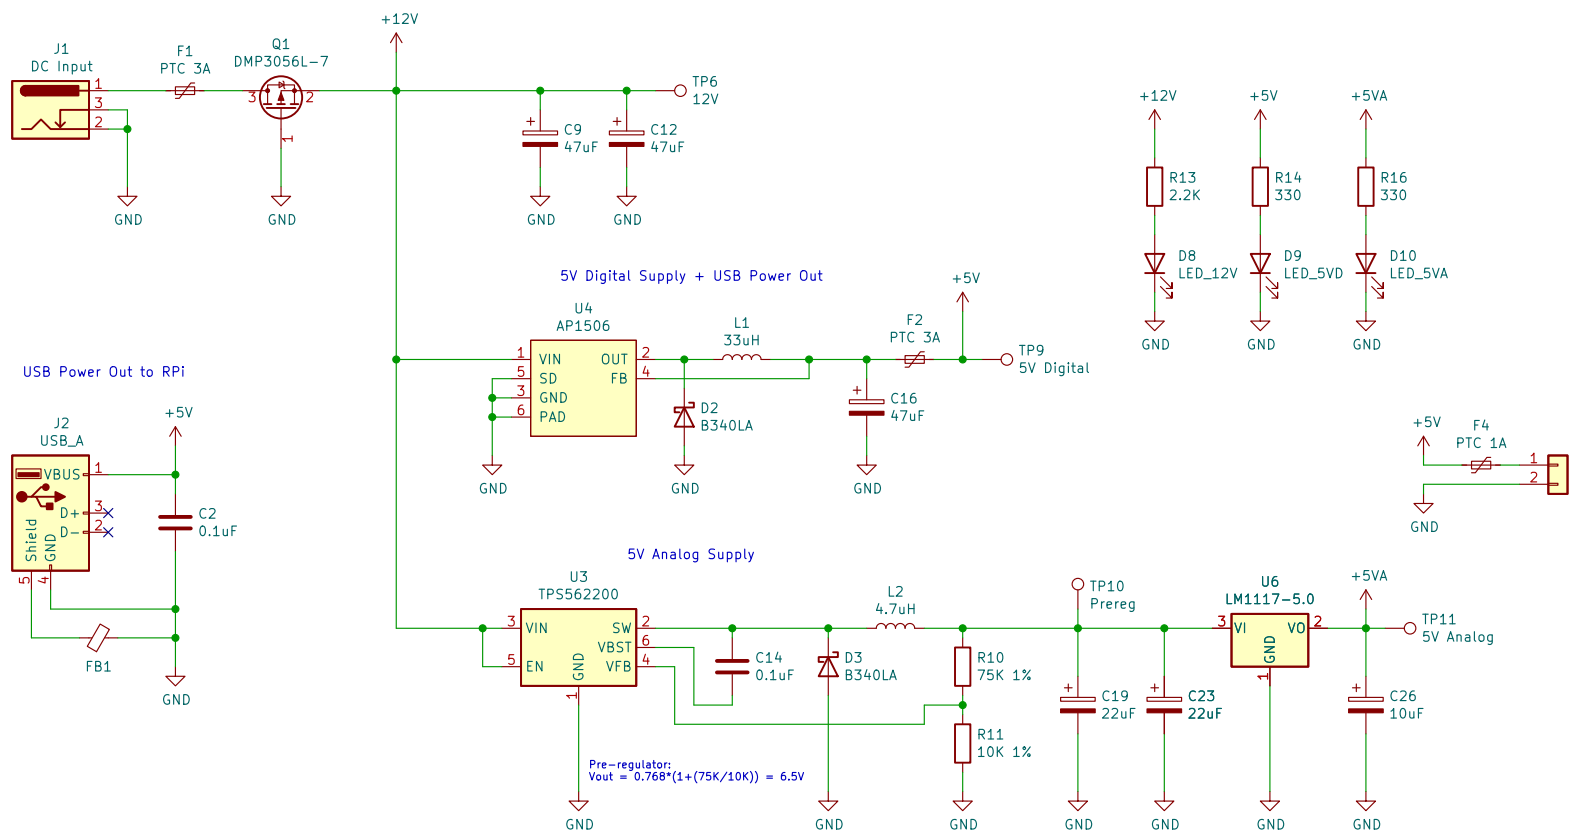 +12V
J1
DC Input
1
3
2
GND
F1
PTC 3A
Q1
DMP3056L-7
3
2
1
GND
C9
47uF
GND
C12
47uF
GND
TP6
12V
+12V
R13
2.2K
D8
LED_12V
GND
+5V
R14
330
D9
LED_5VD
GND
+5VA
R16
330
D10
LED_5VA
GND
5V Digital Supply + USB Power Out
U4
AP1506
1 VIN OUT 2
5 SD FB 4
3 GND
6 PAD
GND
D2
B340LA
GND
L1
33uH
C16
47uF
GND
F2
PTC 3A
+5V
TP9
5V Digital
USB Power Out to RPi
J2
USB_A
VBUS 1
D+ 3
D- 2
Shield
GND
5
4
+5V
C2
0.1uF
FB1
GND
+5V
F4
PTC 1A
1
2
GND
5V Analog Supply
U3
TPS562200
3 VIN SW 2
VBST 6
5 EN VFB 4
GND
1
GND
C14
0.1uF
D3
B340LA
GND
L2
4.7uH
R10
75K 1%
R11
10K 1%
GND
Pre-regulator:
Vout = 0.768*(1+(75K/10K)) = 6.5V
TP10
Prereg
C19
22uF
GND
C23
22uF
GND
U6
LM1117-5.0
3 VI VO 2
GND
1
GND
+5VA
TP11
5V Analog
C26
10uF
GND